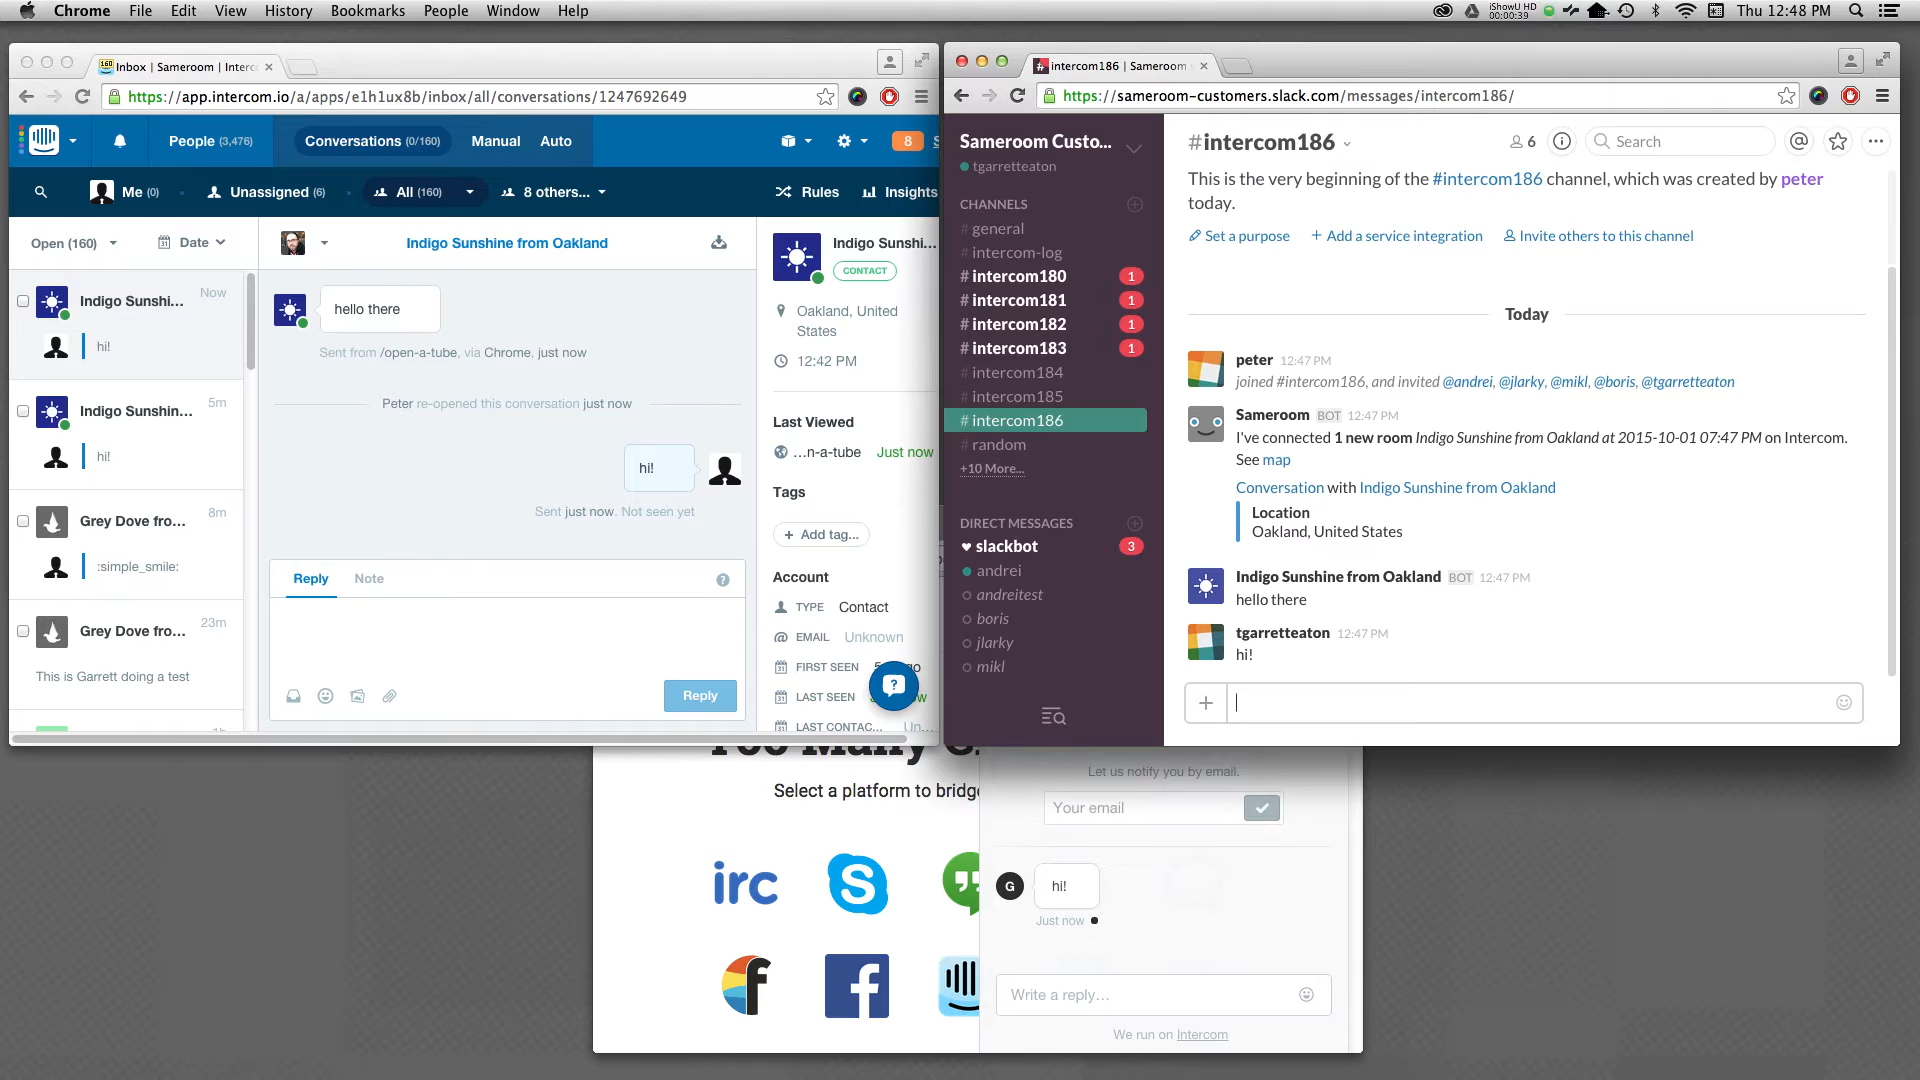 Chrome File Edit View History Bookmarks People Window Help
iShowU HD
00:00:39
Thu 12:48 PM
160
Inbox | Sameroom | Interc
https://app.intercom.io/a/apps/e1h1ux8b/inbox/all/conversations/1247692649
People (3,476)
Conversations (0/160)
Manual
Auto
8
Me (0)
Unassigned (6)
All (160)
8 others...
Rules
Insights
Open (160)
Date
Indigo Sunshi...
Now
hi!
Indigo Sunshin...
5m
hi!
Grey Dove fro...
8m
:simple_smile:
Grey Dove fro...
23m
This is Garrett doing a test
Indigo Sunshine from Oakland
hello there
Sent from /open-a-tube, via Chrome, just now
Peter re-opened this conversation just now
hi!
Sent just now. Not seen yet
Reply
Note
Reply
Indigo Sunshi...
CONTACT
Oakland, United
States
12:42 PM
Last Viewed
...n-a-tube
Just now
Tags
+ Add tag...
Account
TYPE Contact
EMAIL Unknown
FIRST SEEN
LAST SEEN
LAST CONTAC... Un...
intercom186 | Sameroom
https://sameroom-customers.slack.com/messages/intercom186/
Sameroom Custo...
tgarretteaton
CHANNELS
# general
# intercom-log
# intercom180 1
# intercom181 1
# intercom182 1
# intercom183 1
# intercom184
# intercom185
# intercom186
# random
+10 More...
DIRECT MESSAGES
slackbot 3
andrei
andreitest
boris
jlarky
mikl
#intercom186
6
Search
This is the very beginning of the #intercom186 channel, which was created by peter
today.
Set a purpose
+ Add a service integration
Invite others to this channel
Today
peter 12:47 PM
joined #intercom186, and invited @andrei, @jlarky, @mikl, @boris, @tgarretteaton
Sameroom BOT 12:47 PM
I've connected 1 new room Indigo Sunshine from Oakland at 2015-10-01 07:47 PM on Intercom.
See map
Conversation with Indigo Sunshine from Oakland
Location
Oakland, United States
Indigo Sunshine from Oakland BOT 12:47 PM
hello there
tgarretteaton 12:47 PM
hi!
Too Many
Select a platform to bridge
irc
Let us notify you by email.
Your email
G
hi!
Just now
Write a reply…
We run on Intercom